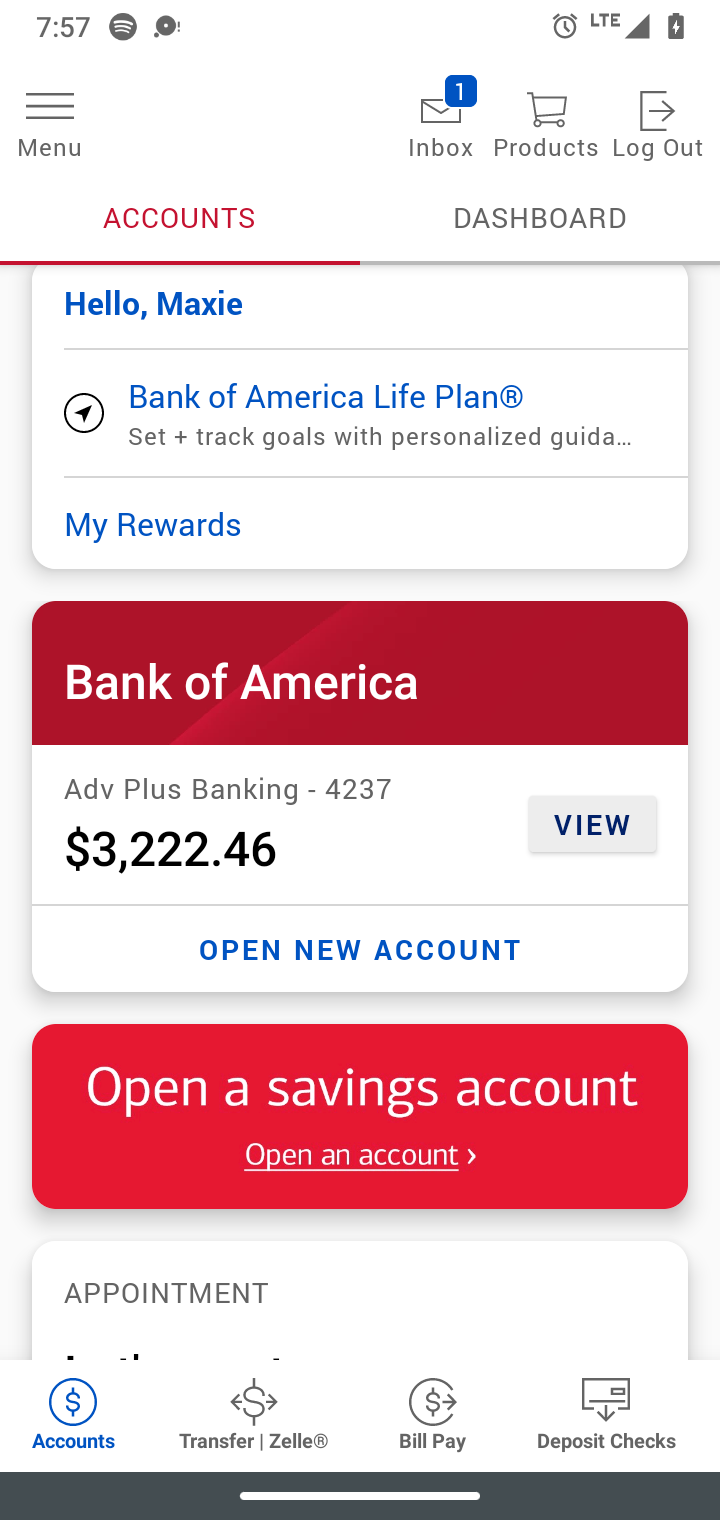 7:57
LTE
1
Menu
Inbox
Products
Log Out
ACCOUNTS
DASHBOARD
Hello, Maxie
Bank of America Life Plan®
Set + track goals with personalized guida…
My Rewards
Bank of America
Adv Plus Banking - 4237
$3,222.46
VIEW
OPEN NEW ACCOUNT
Open a savings account
Open an account ›
APPOINTMENT
Accounts
Transfer | Zelle®
Bill Pay
Deposit Checks